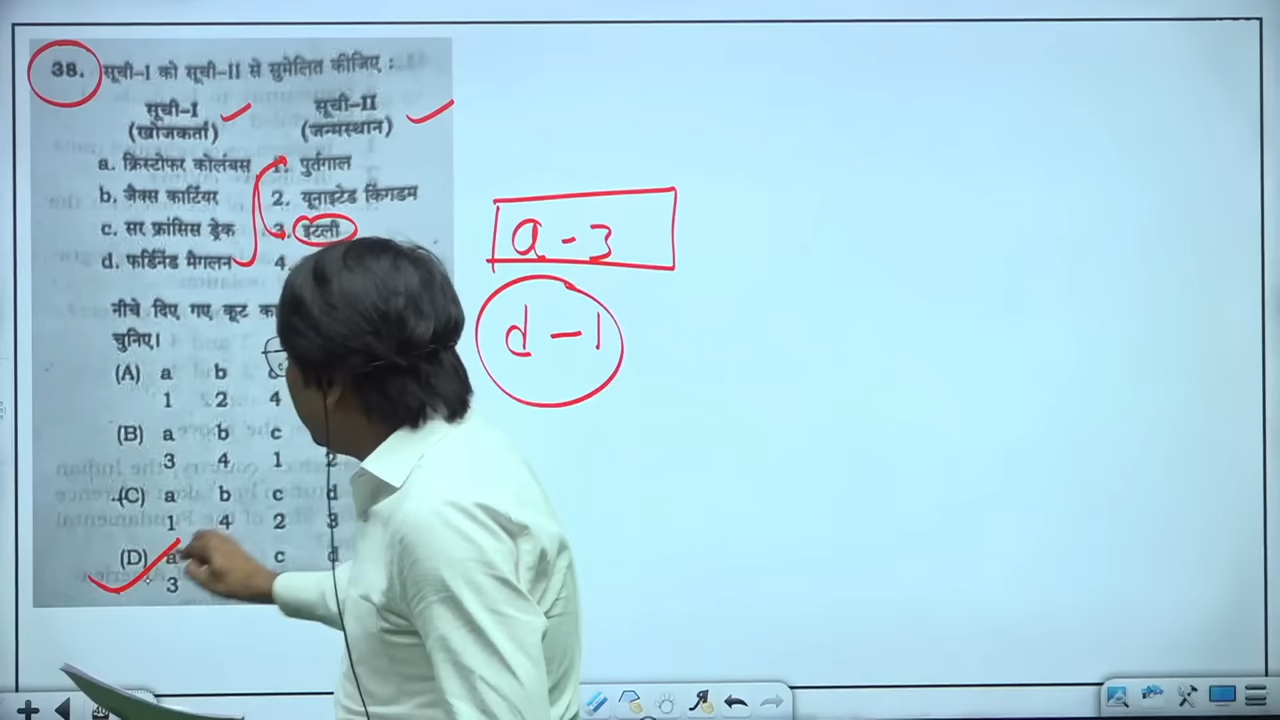 38. सूची-I को सूची-II से सुमेलित कीजिए :
सूची-I सूची-II
(खोजकर्ता) (जन्मस्थान)
a. क्रिस्टोफर कोलंबस 1. पुर्तगाल
b. जैक्स कार्टियर 2. यूनाइटेड किंगडम
c. सर फ्रांसिस ड्रेक 3. इटली
d. फर्डिनेंड मैगलन 4.
नीचे दिए गए कूट का
चुनिए।
(A) a b
1 2 4
(B) a b c
3 4 1 2
(C) a b c d
1 4 2 3
(D) a c d
3
a - 3
d - 1